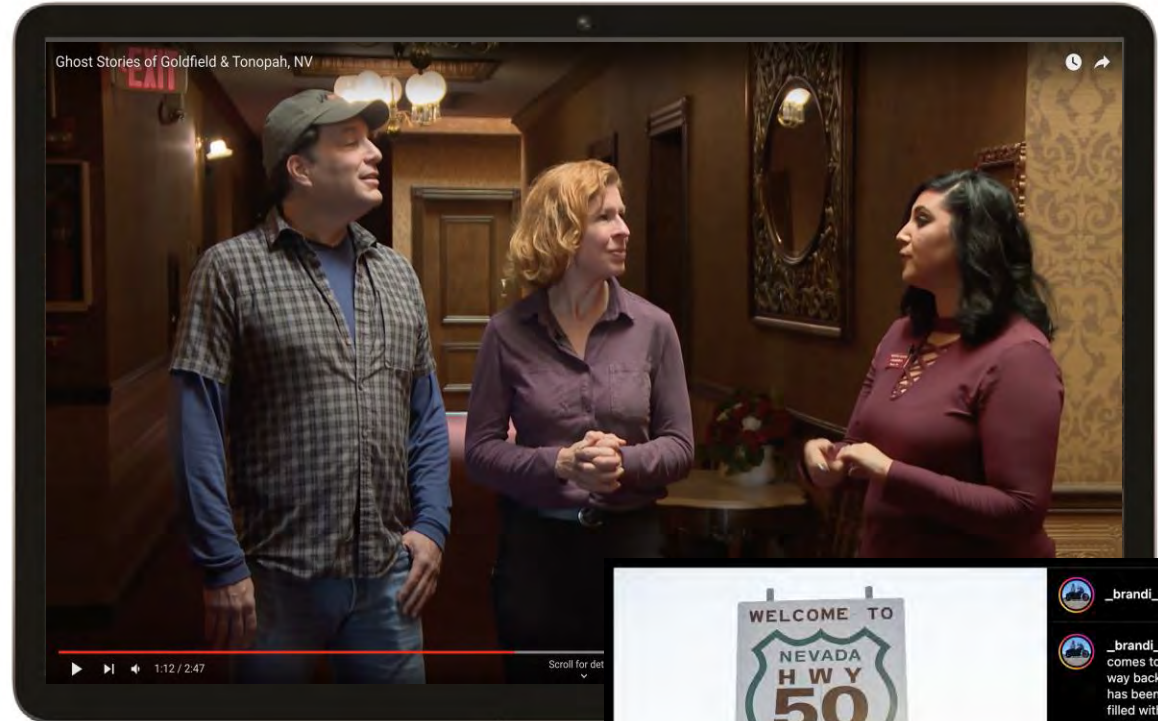 Ghost Stories of Goldfield & Tonopah, NV
EXIT
1:12 / 2:47
Scroll for det
WELCOME TO
NEVADA
HWY
50
_brandi_
_brandi_
comes to
way back
has been
filled with